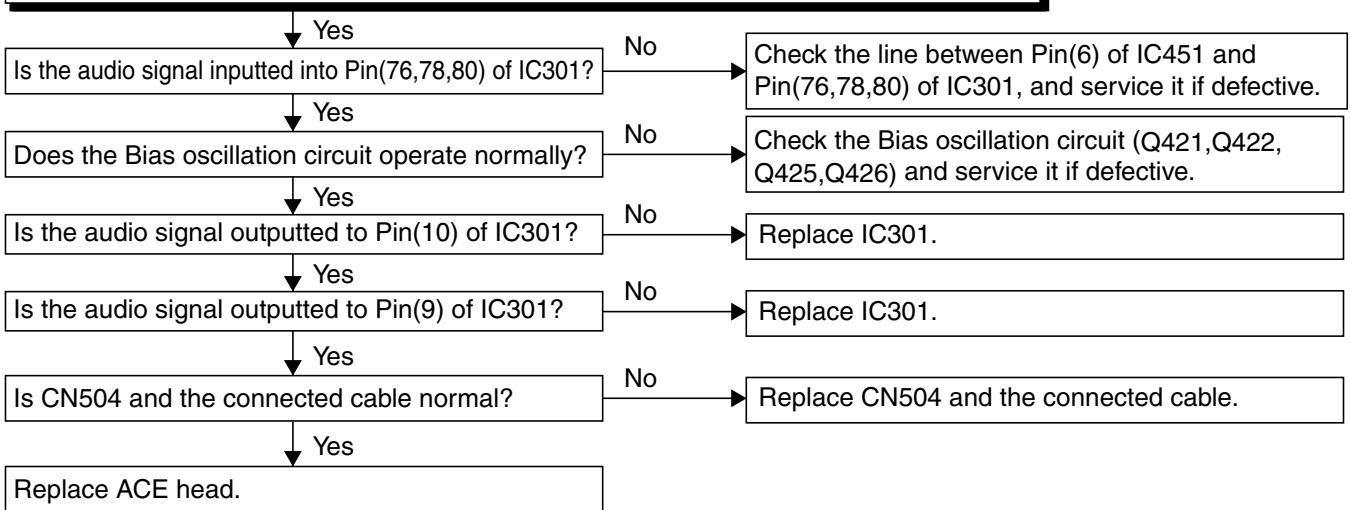 Yes
Is the audio signal inputted into Pin(76,78,80) of IC301?
No
Check the line between Pin(6) of IC451 and
Pin(76,78,80) of IC301, and service it if defective.
Yes
Does the Bias oscillation circuit operate normally?
No
Check the Bias oscillation circuit (Q421,Q422,
Q425,Q426) and service it if defective.
Yes
Is the audio signal outputted to Pin(10) of IC301?
No
Replace IC301.
Yes
Is the audio signal outputted to Pin(9) of IC301?
No
Replace IC301.
Yes
Is CN504 and the connected cable normal?
No
Replace CN504 and the connected cable.
Yes
Replace ACE head.